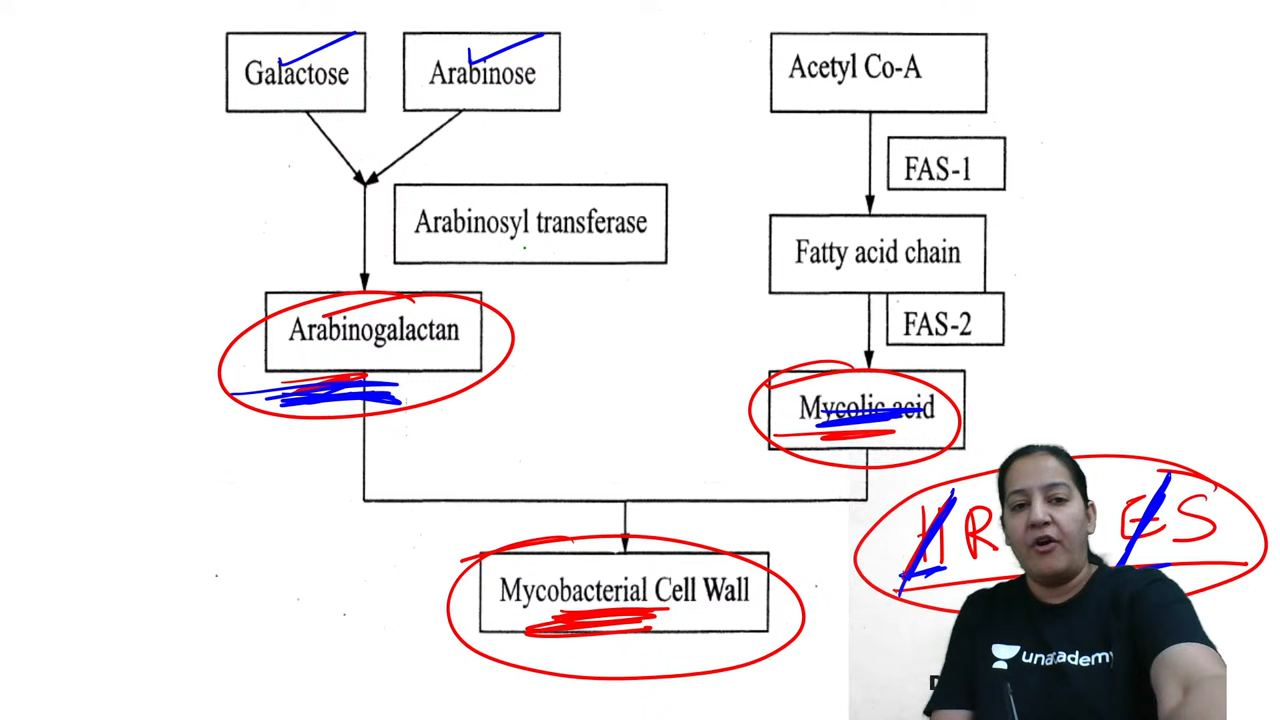 Galactose
Arabinose
Acetyl Co-A
FAS-1
Arabinosyl transferase
Fatty acid chain
FAS-2
Arabinogalactan
Mycolic acid
H R E S
Mycobacterial Cell Wall
unacademy
D